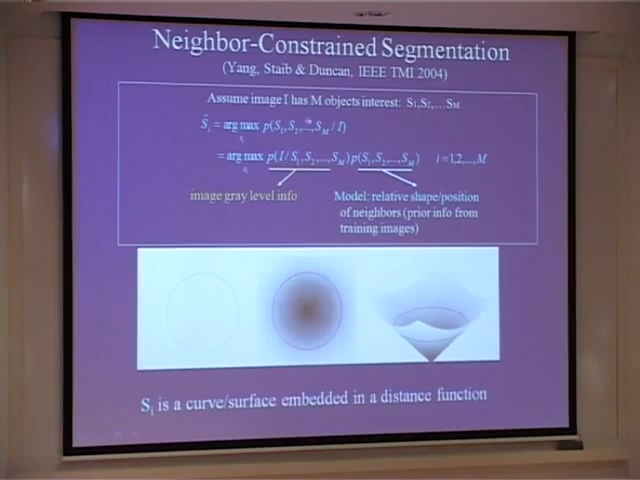 Neighbor-Constrained Segmentation
(Yang, Staib & Duncan, IEEE TMI 2004)
Assume image I has M objects interest: S₁,S₂,…Sₘ
Ŝᵢ = arg max p(S₁,S₂,...,Sₘ / I)
Sᵢ
= arg max p(I / S₁,S₂,...,Sₘ) p(S₁,S₂,...,Sₘ) i = 1,2,...,M
Sᵢ
image gray level info
Model: relative shape/position
of neighbors (prior info from
training images)
Sᵢ is a curve/surface embedded in a distance function